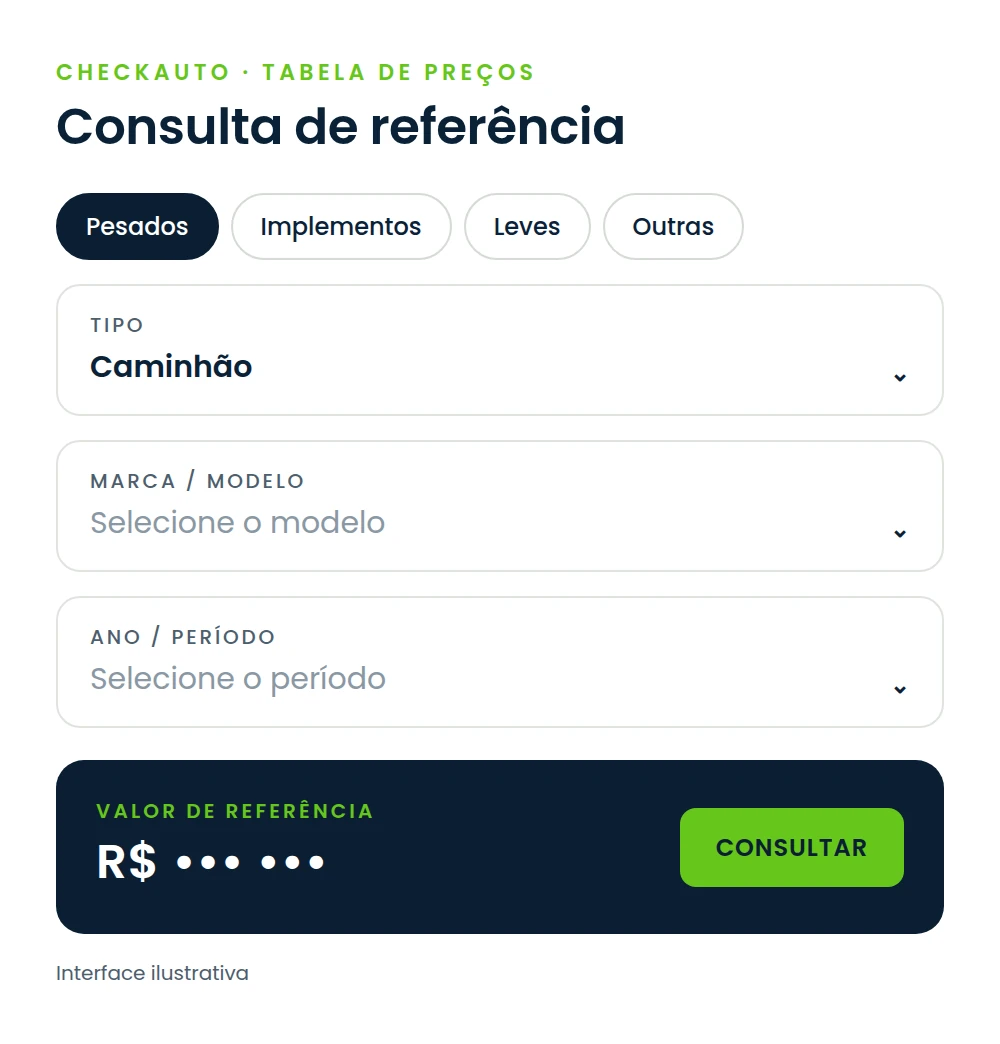 CHECKAUTO · TABELA DE PREÇOS
Consulta de referência
Pesados Implementos Leves Outras
TIPO
Caminhão
MARCA / MODELO
Selecione o modelo
ANO / PERÍODO
Selecione o período
VALOR DE REFERÊNCIA
R$ ••• •••
CONSULTAR
Interface ilustrativa